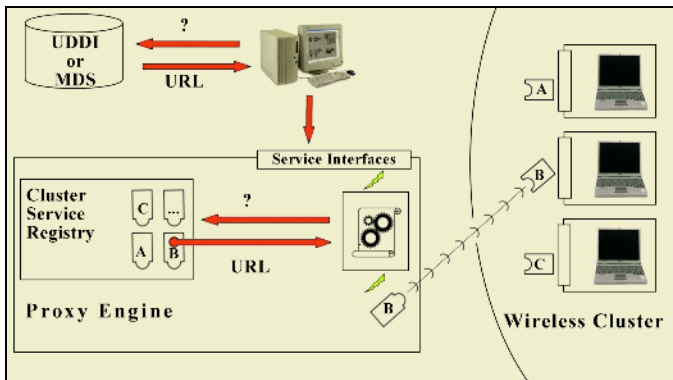 ?
UDDI
or
MDS
URL
A
Service Interfaces
B
Cluster
Service
Registry
C
...
?
A
B
URL
B
C
Proxy Engine
Wireless Cluster